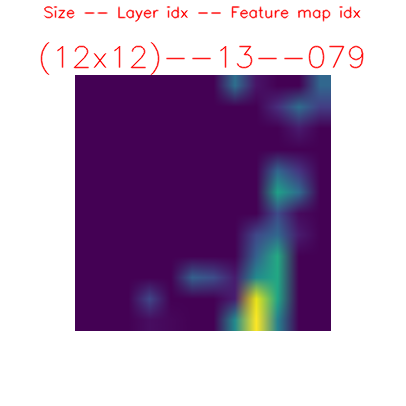 Size -- Layer idx -- Feature map idx
(12x12)--13--079